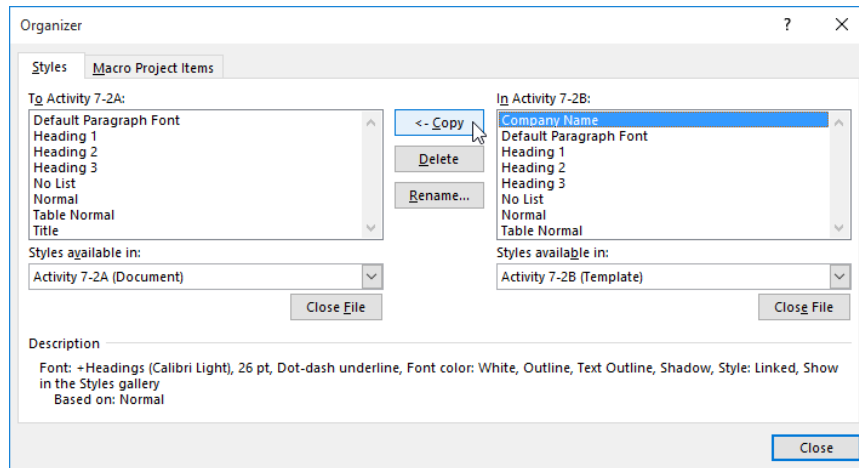 Organizer
Styles
Macro Project Items
To Activity 7-2A:
Default Paragraph Font
Heading 1
Heading 2
Heading 3
No List
Normal
Table Normal
Title
Styles available in:
Activity 7-2A (Document)
Close File
<- Copy
Delete
Rename...
In Activity 7-2B:
Company Name
Default Paragraph Font
Heading 1
Heading 2
Heading 3
No List
Normal
Table Normal
Styles available in:
Activity 7-2B (Template)
Close File
Description
Font: +Headings (Calibri Light), 26 pt, Dot-dash underline, Font color: White, Outline, Text Outline, Shadow, Style: Linked, Show
in the Styles gallery
Based on: Normal
Close